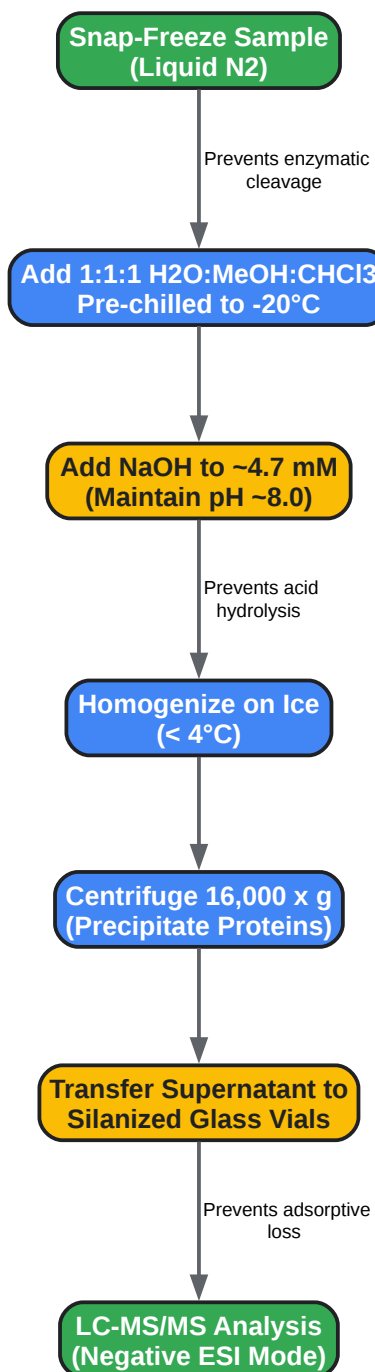 Snap-Freeze Sample
(Liquid N2)
Prevents enzymatic
cleavage
Add 1:1:1 H2O:MeOH:CHCl3
Pre-chilled to -20°C
Add NaOH to ~4.7 mM
(Maintain pH ~8.0)
Prevents acid
hydrolysis
Homogenize on Ice
(< 4°C)
Centrifuge 16,000 x g
(Precipitate Proteins)
Transfer Supernatant to
Silanized Glass Vials
Prevents adsorptive
loss
LC-MS/MS Analysis
(Negative ESI Mode)